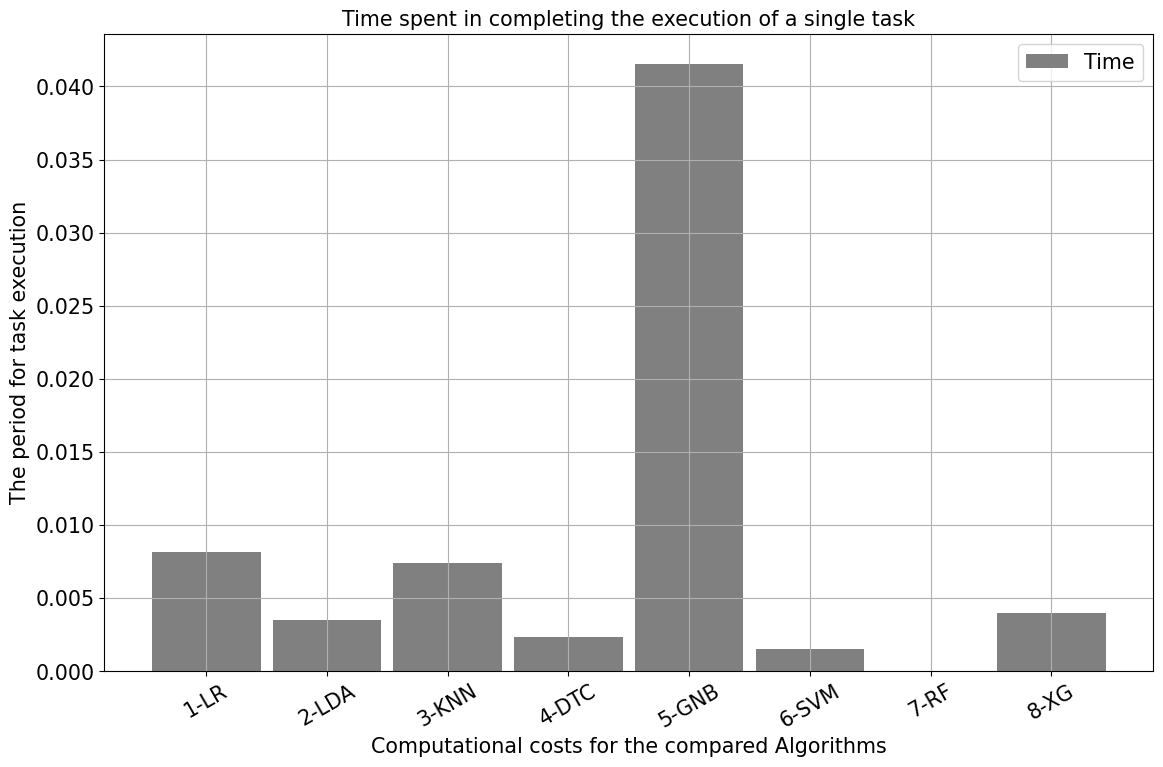 Time spent in completing the execution of a single task
Time
The period for task execution
0.040
0.035
0.030
0.025
0.020
0.015
0.010
0.005
0.000
1-LR 2-LDA 3-KNN 4-DTC 5-GNB 6-SVM 7-RF 8-XG
Computational costs for the compared Algorithms